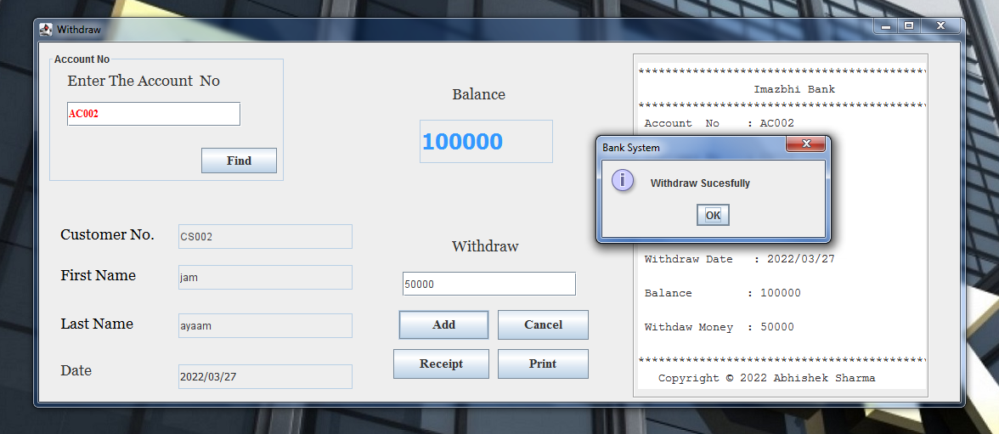 Withdraw
Account No
Enter The Account No
AC002
Find
Customer No.
CS002
First Name
jam
Last Name
ayaam
Date
2022/03/27
Balance
100000
Withdraw
50000
Add
Cancel
Receipt
Print
Imazbhi Bank
Account No : AC002
Withdraw Date : 2022/03/27
Balance : 100000
Withdaw Money : 50000
Copyright © 2022 Abhishek Sharma
Bank System
Withdraw Sucesfully
OK